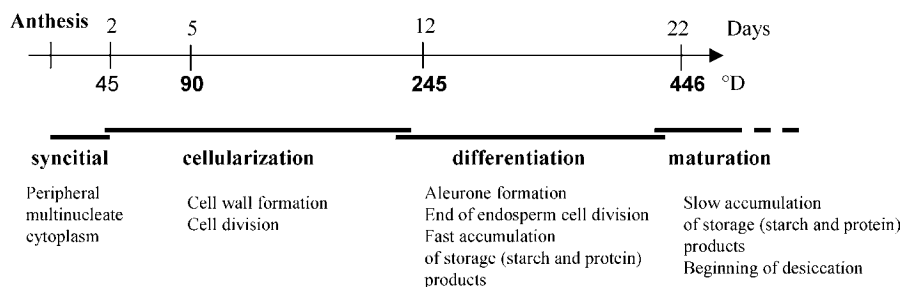 Anthesis 2 5 12 22 Days
45 90 245 446 °D
syncitial cellularization differentiation maturation
Peripheral
multinucleate
cytoplasm
Cell wall formation
Cell division
Aleurone formation
End of endosperm cell division
Fast accumulation
of storage (starch and protein)
products
Slow accumulation
of storage (starch and protein)
products
Beginning of desiccation